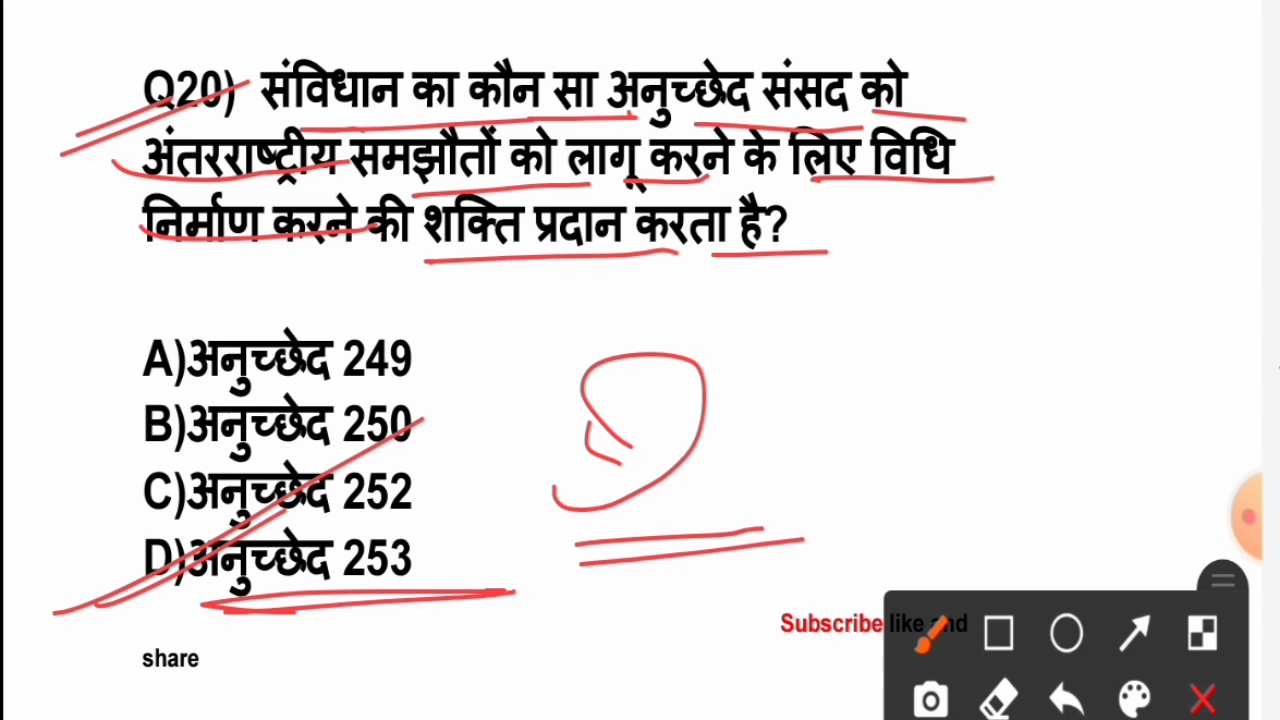 Q20) संविधान का कौन सा अनुच्छेद संसद को
अंतरराष्ट्रीय समझौतों को लागू करने के लिए विधि
निर्माण करने की शक्ति प्रदान करता है?
A)अनुच्छेद 249
B)अनुच्छेद 250
C)अनुच्छेद 252
D)अनुच्छेद 253
Subscribe like and
share